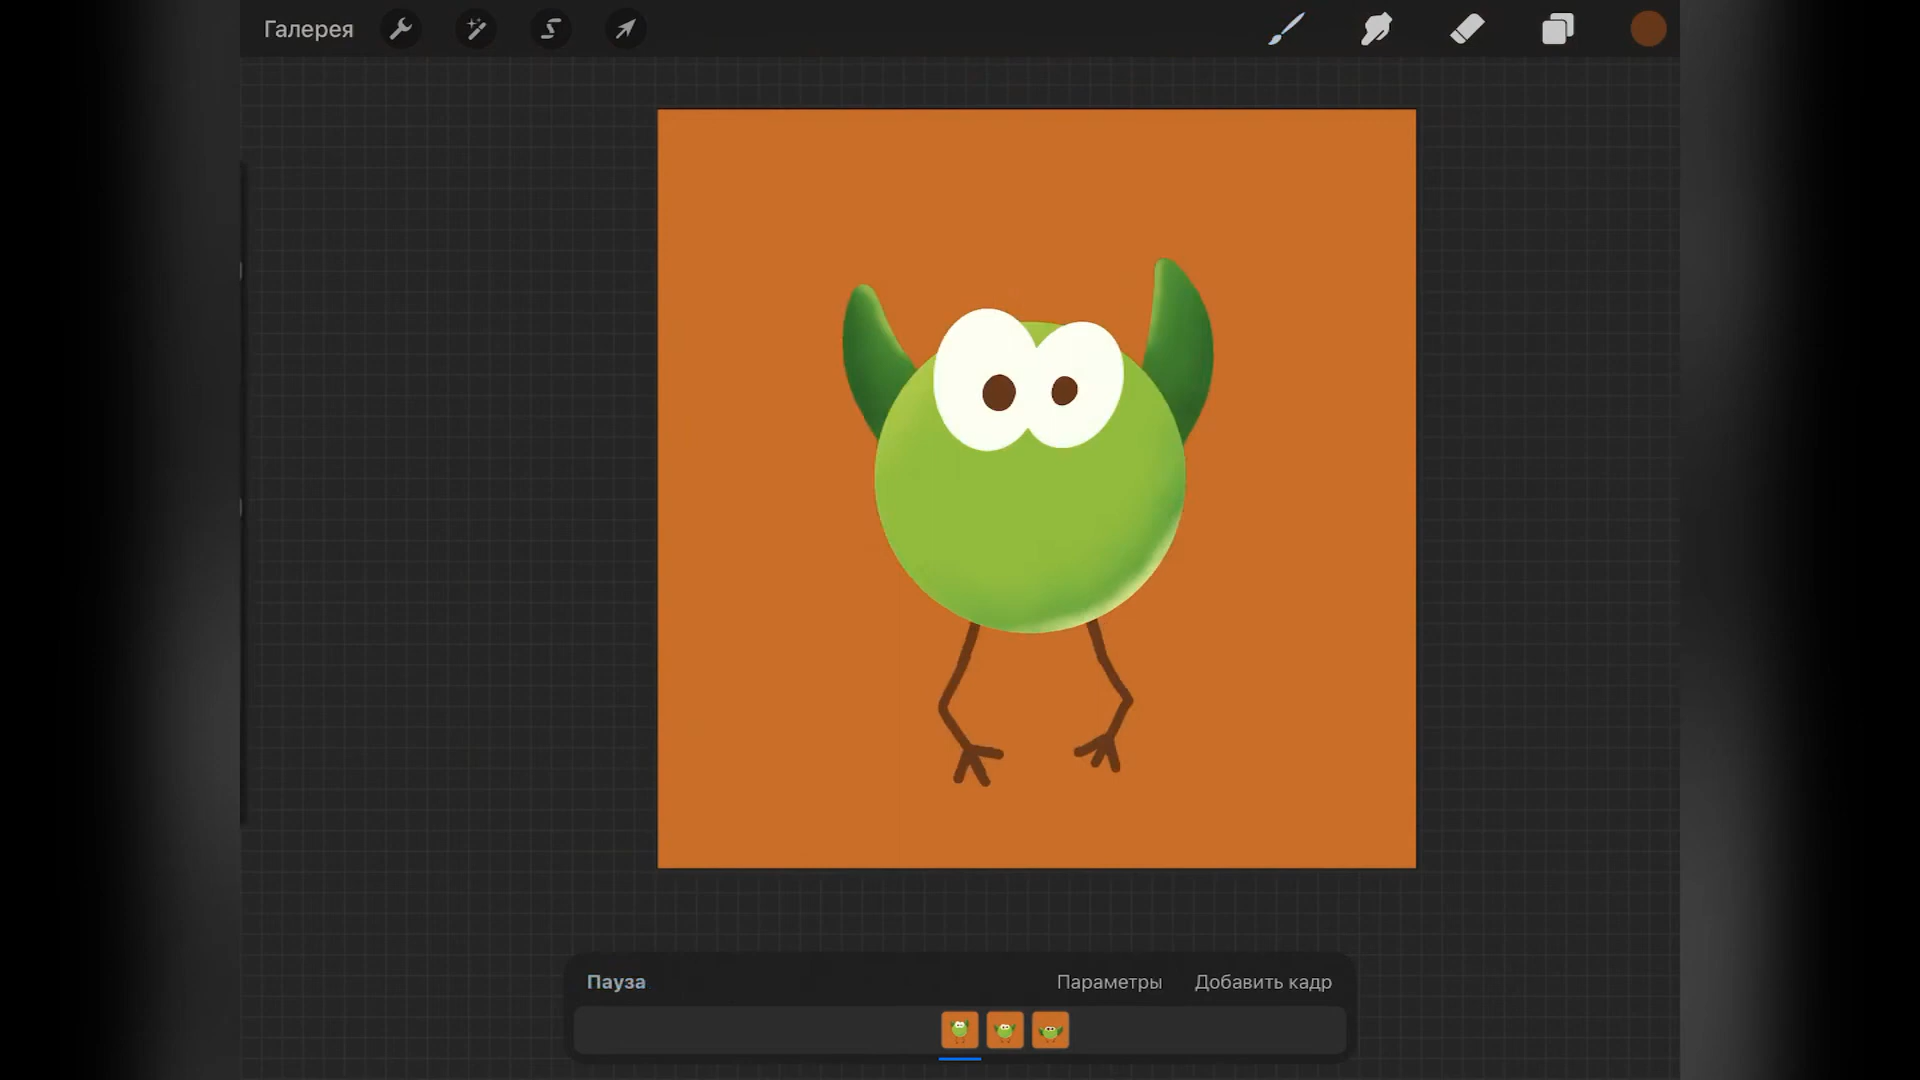 Галерея
Пауза
Параметры
Добавить кадр